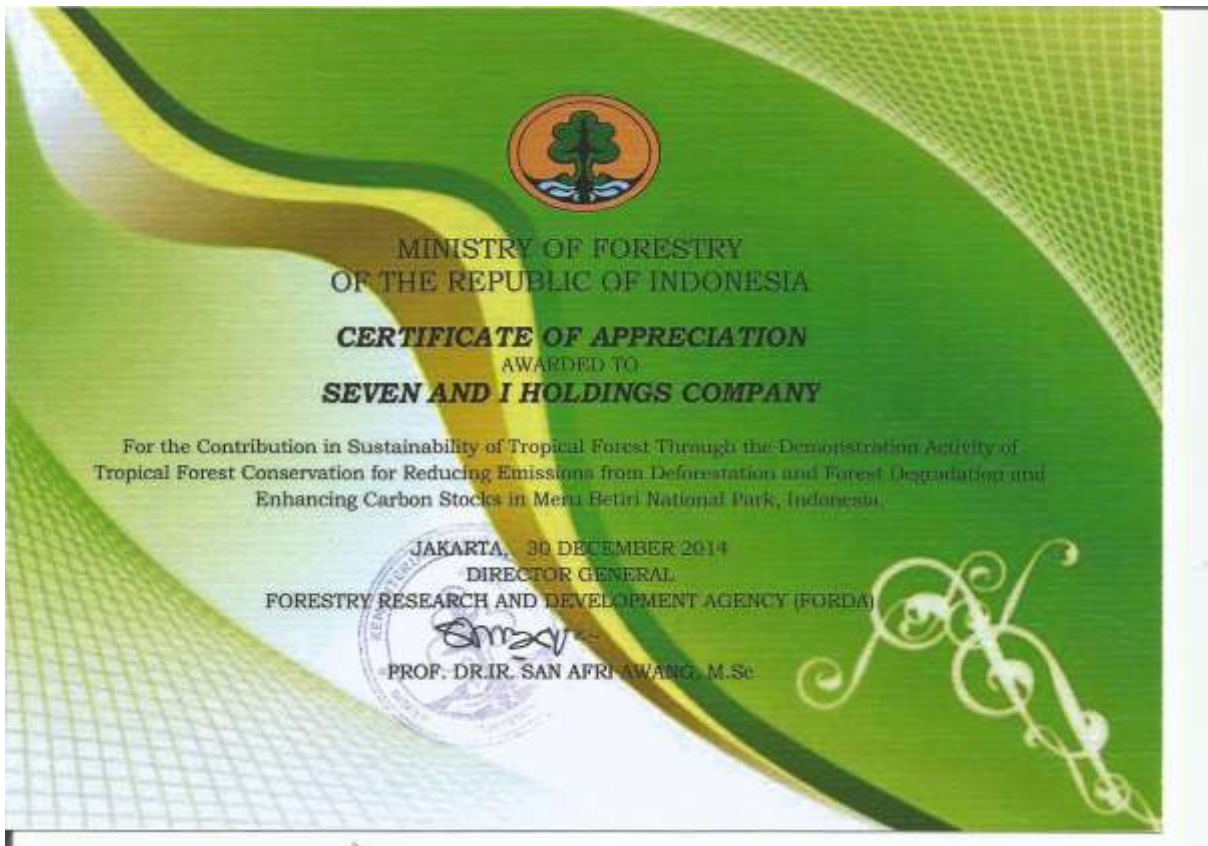 MINISTRY OF FORESTRY
OF THE REPUBLIC OF INDONESIA
CERTIFICATE OF APPRECIATION
AWARDED TO
SEVEN AND I HOLDINGS COMPANY
For the Contribution in Sustainability of Tropical Forest Through the Demonstration Activity of
Tropical Forest Conservation for Reducing Emissions from Deforestation and Forest Degradation and
Enhancing Carbon Stocks in Meru Betiri National Park, Indonesia.
JAKARTA, 30 DECEMBER 2014
DIRECTOR GENERAL
FORESTRY RESEARCH AND DEVELOPMENT AGENCY (FORDA)
PROF. DR.IR. SAN AFRI AWANG, M.Sc